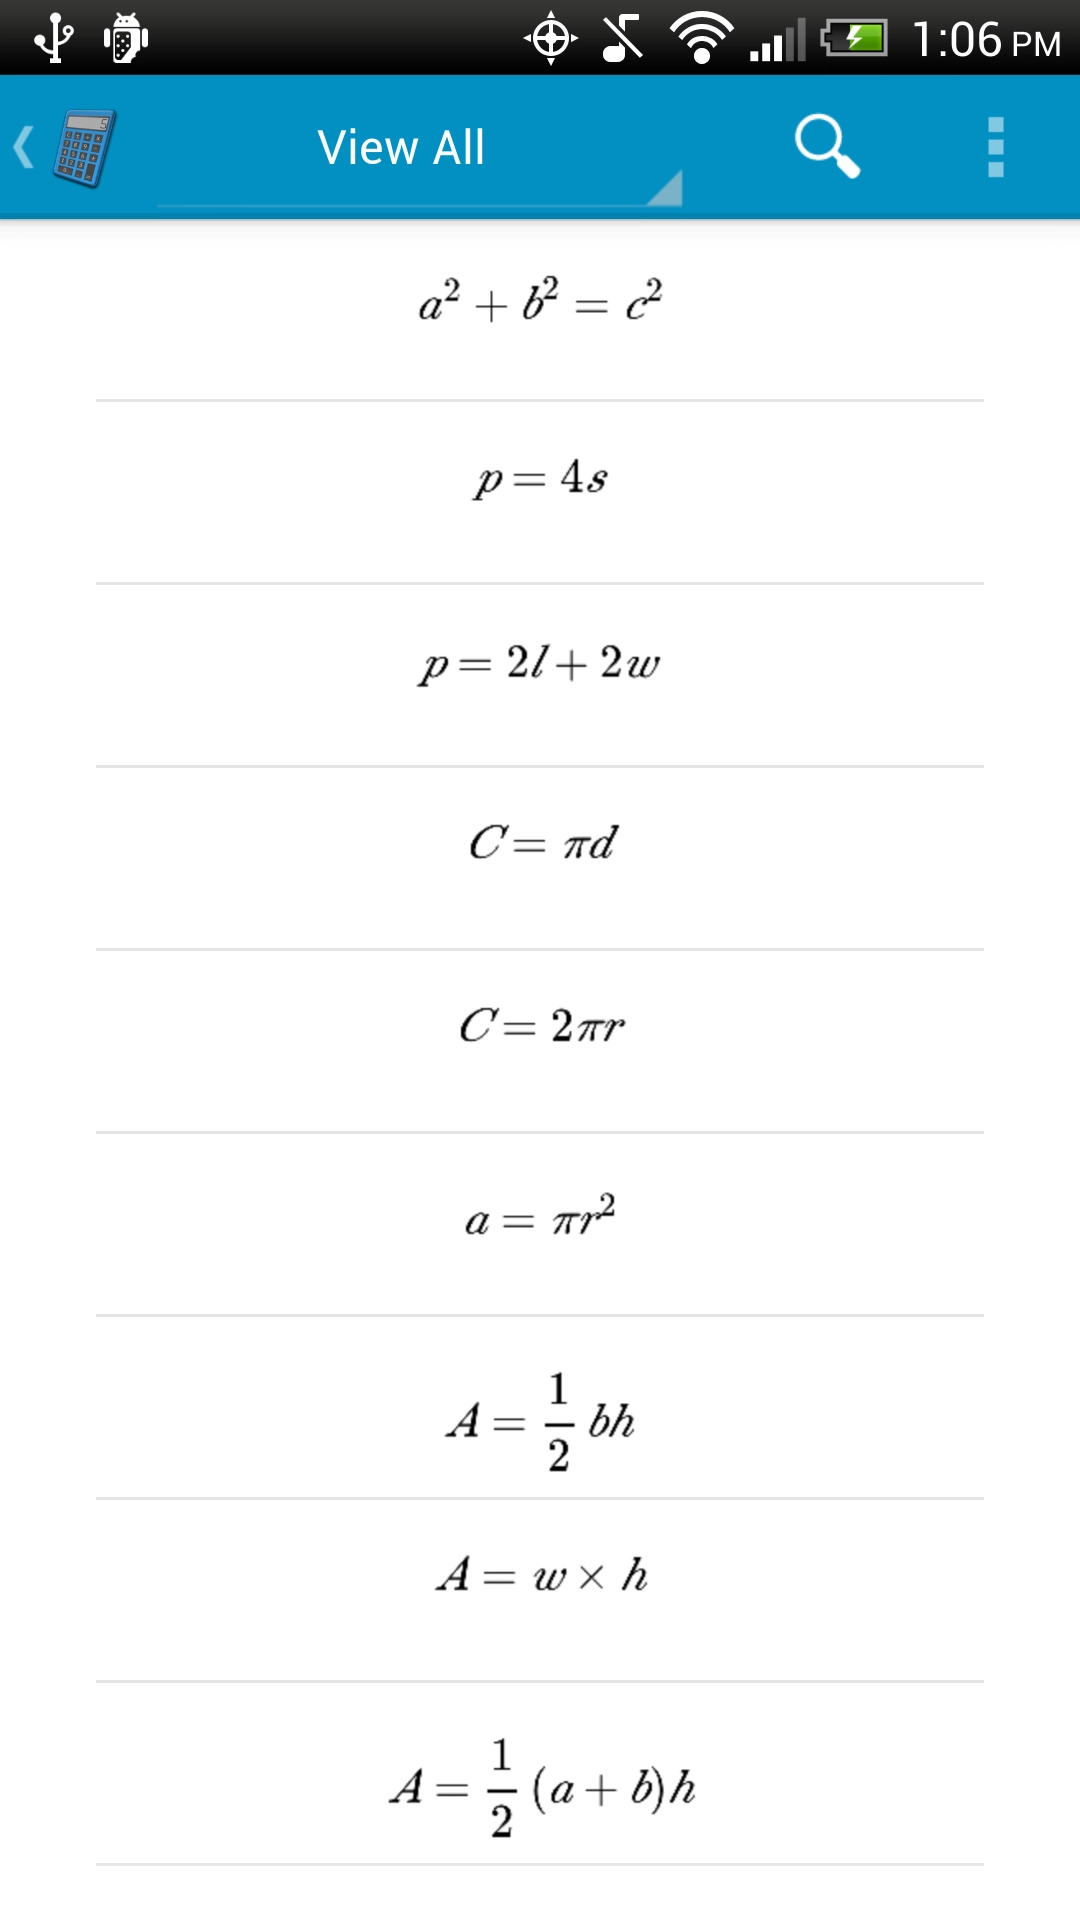 1:06 PM
View All
a² + b² = c²
p = 4s
p = 2l + 2w
C = πd
C = 2πr
a = πr²
A = 1/2 bh
A = w × h
A = 1/2 (a + b)h